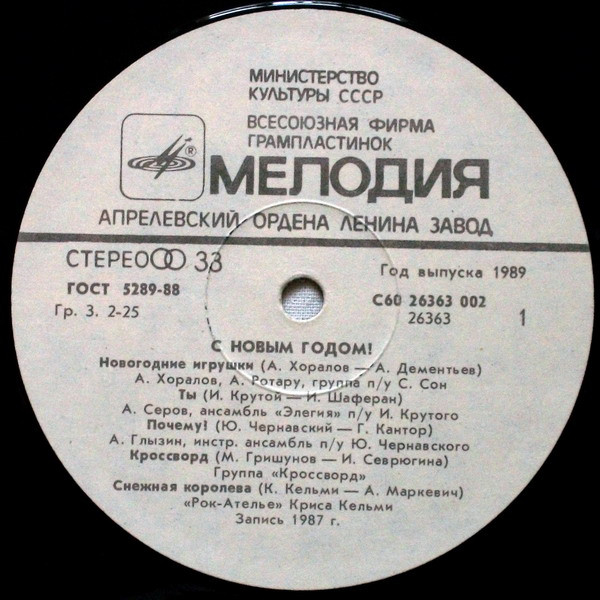 МИНИСТЕРСТВО
КУЛЬТУРЫ СССР
ВСЕСОЮЗНАЯ ФИРМА
ГРАМПЛАСТИНОК
®
МЕЛОДИЯ
АПРЕЛЕВСКИЙ ОРДЕНА ЛЕНИНА ЗАВОД
СТЕРЕО 33
Год выпуска 1989
ГОСТ 5289-88
С60 26363 002
Гр. 3. 2-25
26363
1
С НОВЫМ ГОДОМ!
Новогодние игрушки (А. Хоралов — А. Дементьев)
А. Хоралов, А. Ротару, группа п/у С. Сон
Ты (И. Крутой — И. Шаферан)
А. Серов, ансамбль «Элегия» п/у И. Крутого
Почему! (Ю. Чернавский — Г. Кантор)
А. Глызин, инстр. ансамбль п/у Ю. Чернавского
Кроссворд (М. Гришунов — И. Севрюгина)
Группа «Кроссворд»
Снежная королева (К. Кельми — А. Маркевич)
«Рок-Ателье» Криса Кельми
Запись 1987 г.